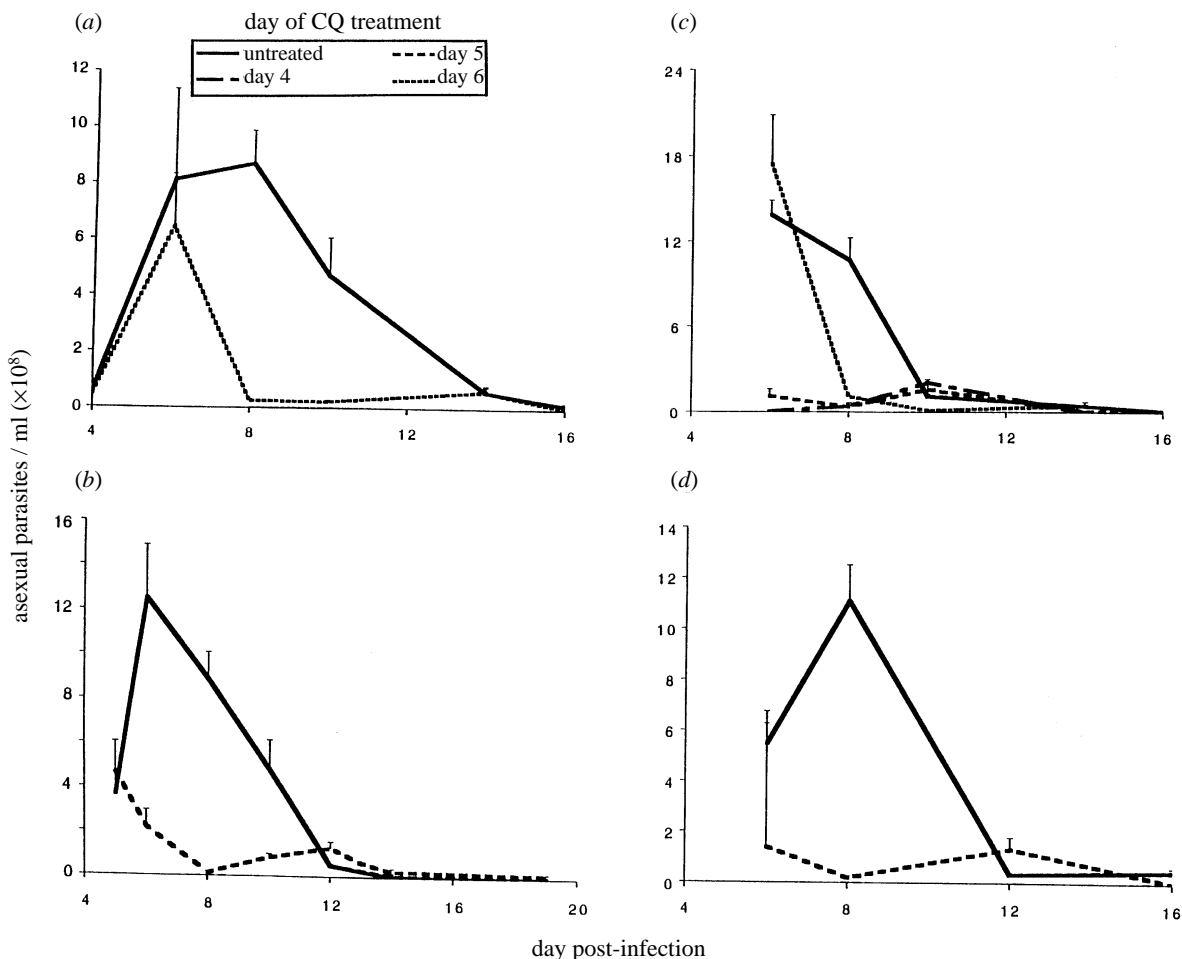 (a) day of CQ treatment
untreated day 5
day 4 day 6
12
10
8
6
4
2
0
4 8 12 16
(c)
24
18
12
6
0
4 8 12 16
(b)
16
12
8
4
0
4 8 12 16 20
(d)
14
12
10
8
6
4
2
0
4 8 12 16
asexual parasites / ml (×10⁸)
day post-infection